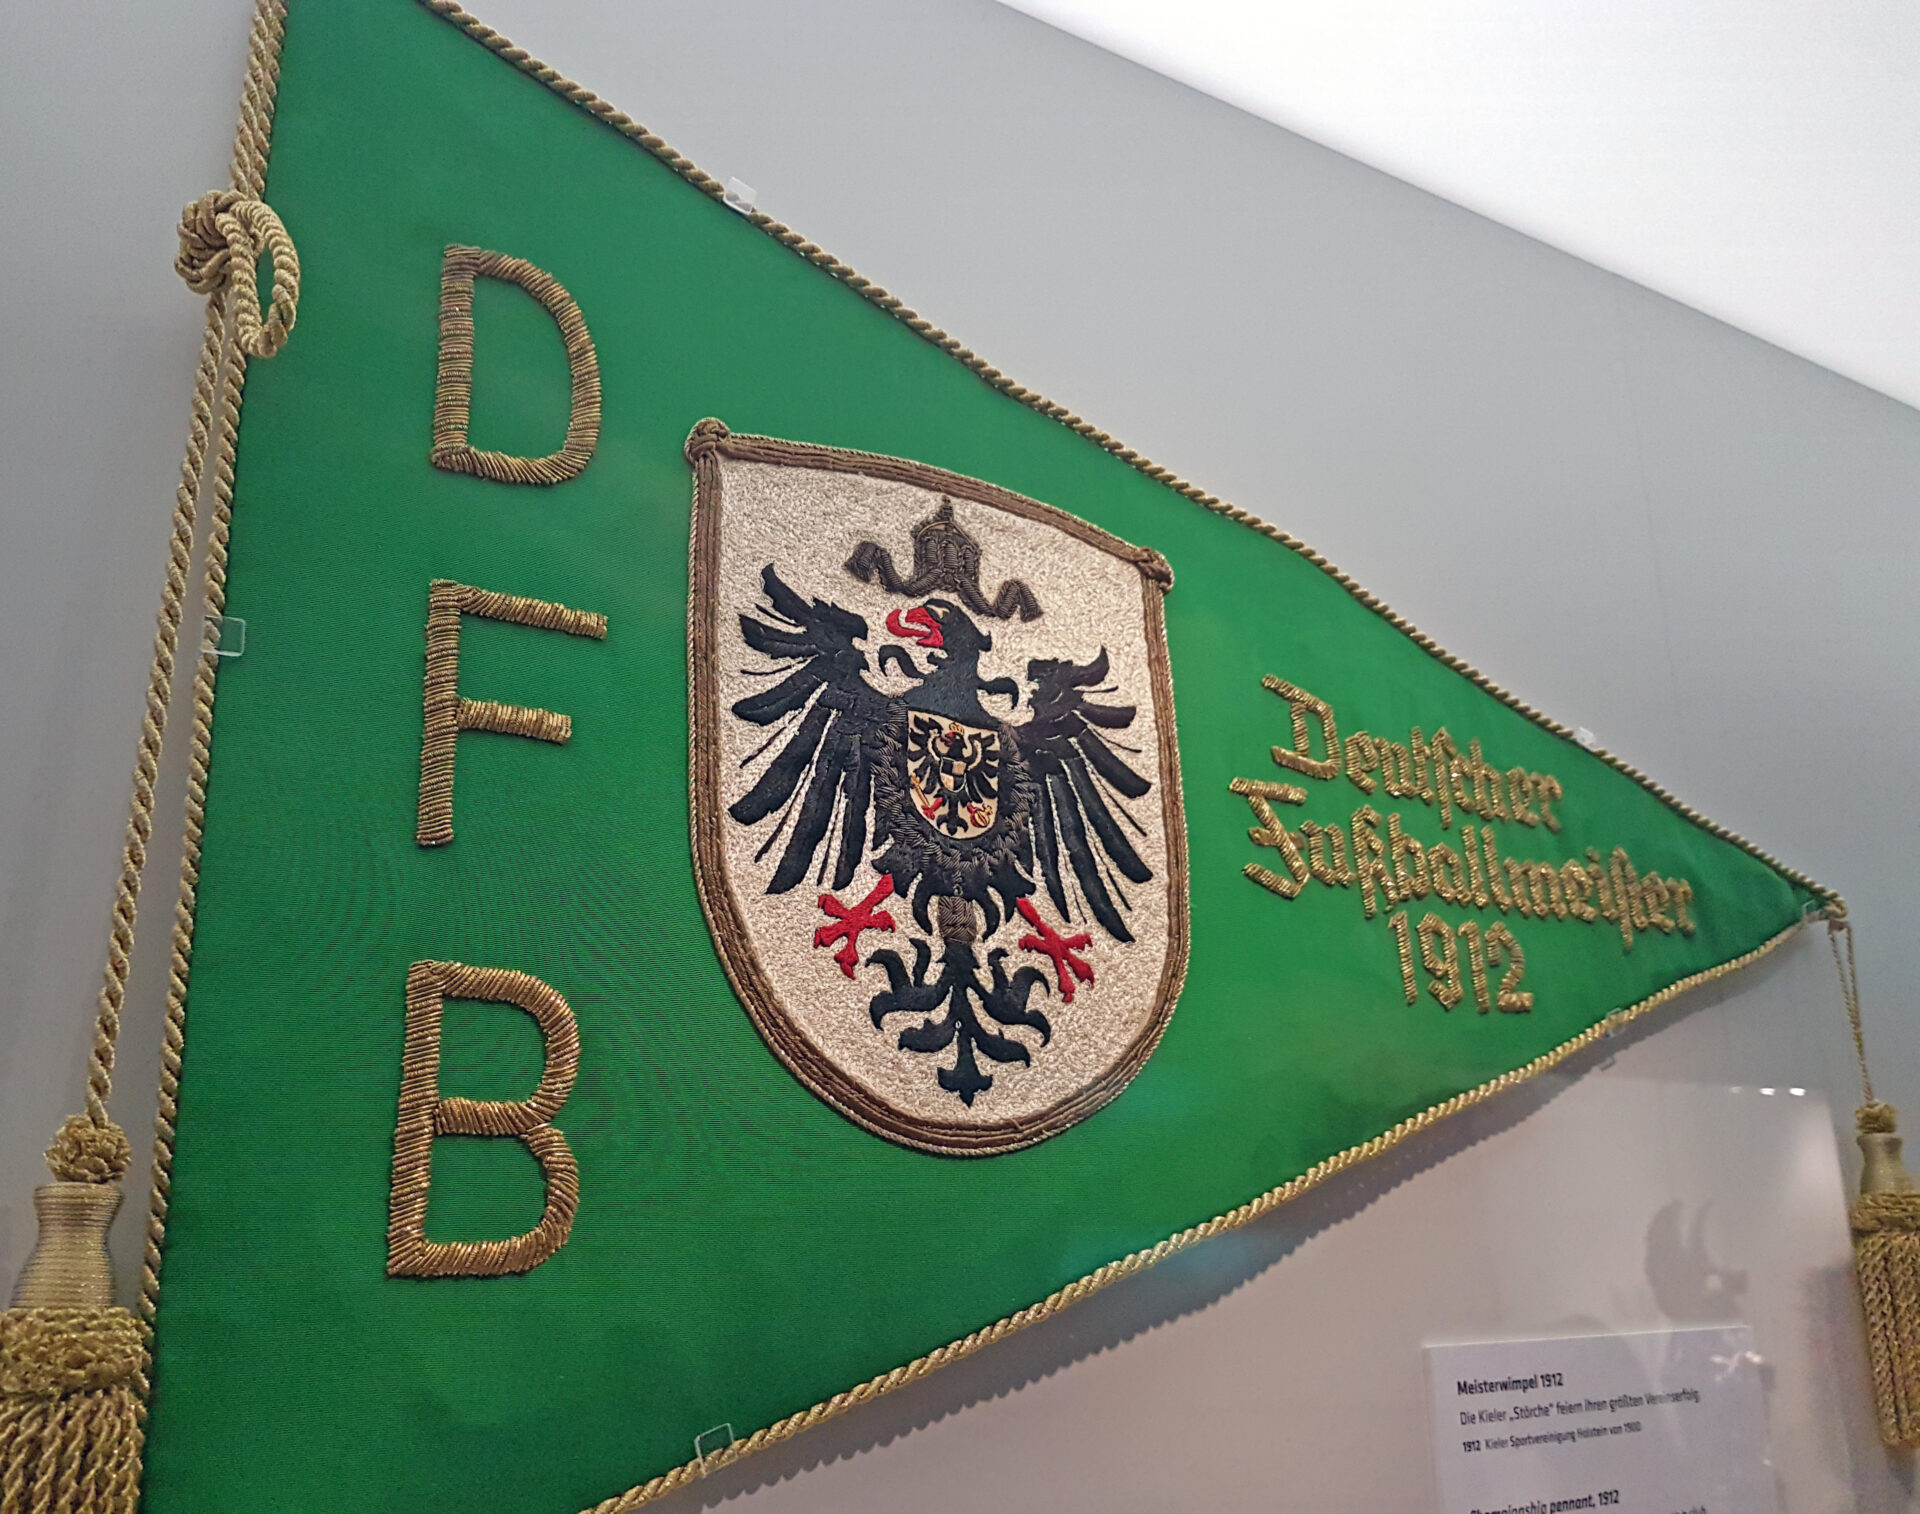 D
F
B
Deutscher
Fußballmeister
1912
Meisterwimpel 1912
Die Kieler „Störche“ feiern ihren größten Vereinserfolg.
1912 Kieler Sportvereinigung Holstein von 1900
Championship pennant, 1912